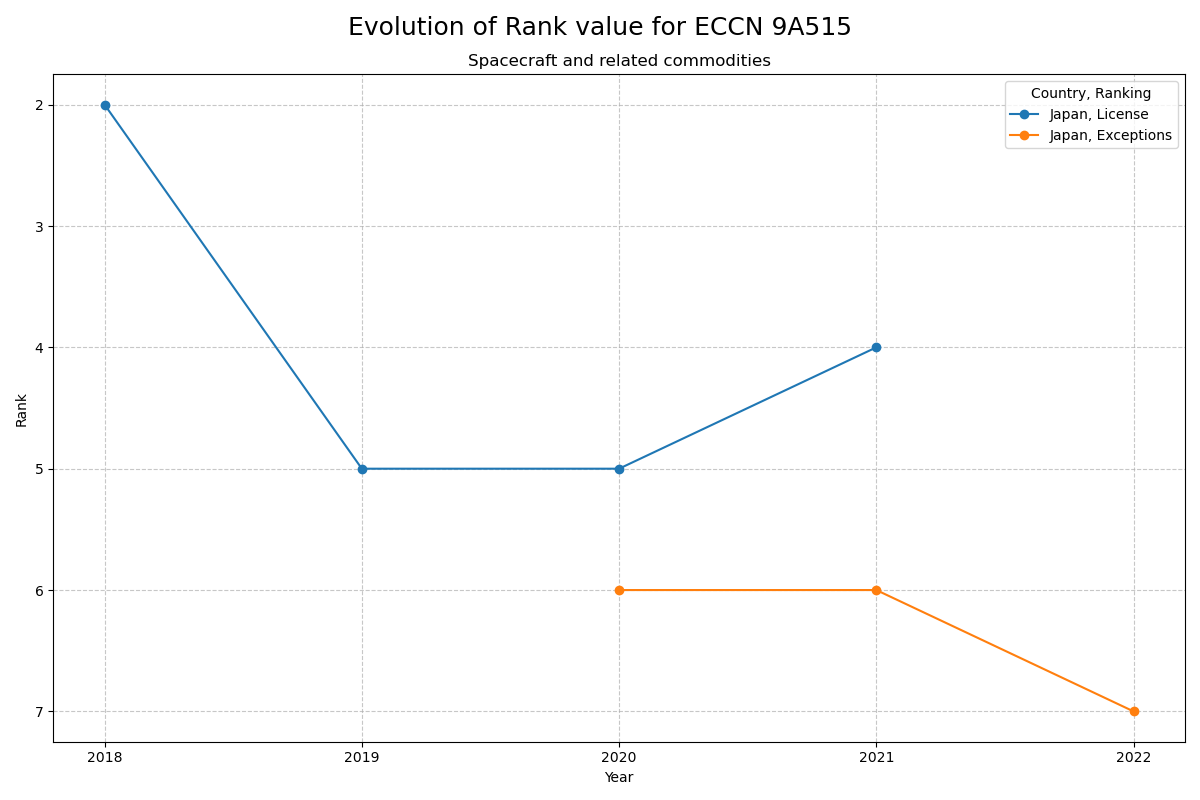 Evolution of Rank value for ECCN 9A515
Spacecraft and related commodities
Country, Ranking
Japan, License
Japan, Exceptions
Rank
2
3
4
5
6
7
2018 2019 2020 2021 2022
Year